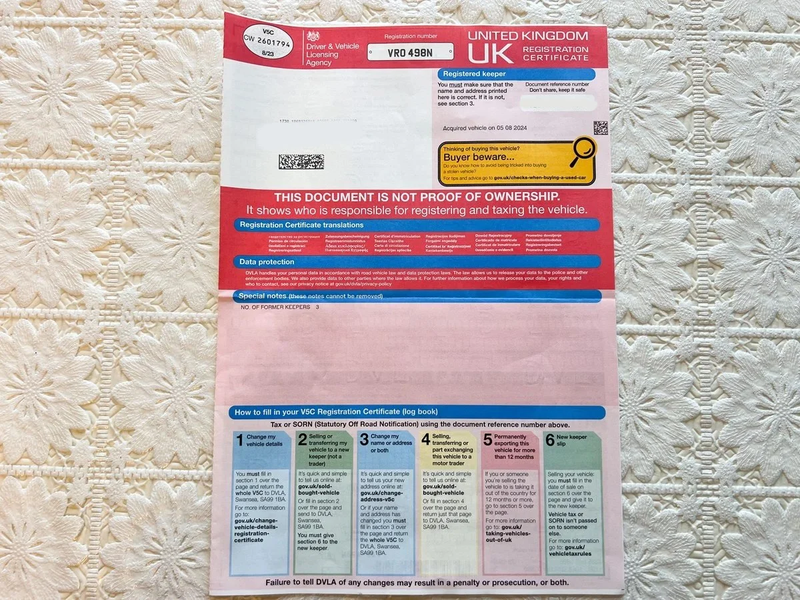 V5C
CW 2601794
8/23
Driver & Vehicle
Licensing
Agency
Registration number
VRO 498N
UNITED KINGDOM
UK REGISTRATION
CERTIFICATE
Registered keeper
You must make sure that the
name and address printed
here is correct. If it is not,
see section 3.
Document reference number
Don't share, keep it safe
Acquired vehicle on 05 08 2024
Thinking of buying this vehicle?
Buyer beware...
Do you know how to avoid being tricked into buying
a stolen vehicle?
For tips and advice go to gov.uk/checks-when-buying-a-used-car
THIS DOCUMENT IS NOT PROOF OF OWNERSHIP.
It shows who is responsible for registering and taxing the vehicle.
Registration Certificate translations
Data protection
DVLA handles your personal data in accordance with road vehicle law and data protection laws. The law allows us to release your data to the police and other
enforcement bodies. We also provide data to other parties where the law allows it. For further information about how we process your data, your rights and
who to contact, see our privacy notice at gov.uk/dvla/privacy-policy
Special notes (these notes cannot be removed)
NO. OF FORMER KEEPERS 3
How to fill in your V5C Registration Certificate (log book)
Tax or SORN (Statutory Off Road Notification) using the document reference number above.
1 Change my
vehicle details
You must fill in
section 1 over the
page and return the
whole V5C to DVLA,
Swansea, SA99 1BA.
For more information
go to:
gov.uk/change-
vehicle-details-
registration-
certificate
2 Selling or
transferring my
vehicle to a new
keeper (not a
trader)
It's quick and simple
to tell us online at:
gov.uk/sold-
bought-vehicle
Or fill in section 2
over the page and
send to DVLA,
Swansea,
SA99 1BA.
You must give
section 6 to the
new keeper
3 Change my
name or address
or both
It's quick and simple
to tell us your new
address online at:
gov.uk/change-
address-v5c
Or if your name
and address has
changed you must
fill in section 3 over
the page and return
the whole V5C to
DVLA, Swansea,
SA99 1BA.
4 Selling,
transferring or
part exchanging
this vehicle to a
motor trader
It's quick and simple
to tell us online at:
gov.uk/sold-
bought-vehicle
Or fill in section 4
over the page and
return just that page
to DVLA, Swansea,
SA99 1BA.
5 Permanently
exporting this
vehicle for more
than 12 months
If you or someone
you're selling the
vehicle to is taking
it out of the country
for 12 months or
more, go to section
5 over the page.
For more information
go to: gov.uk/
taking-vehicles-
out-of-uk
6 New keeper
slip
Selling your vehicle:
you must fill in the
date of sale on
section 6 over the
page and give it to
the new keeper.
Vehicle tax or
SORN isn't passed
on to someone
else.
For more information
go to: gov.uk/
vehicletaxrules
Failure to tell DVLA of any changes may result in a penalty or prosecution, or both.